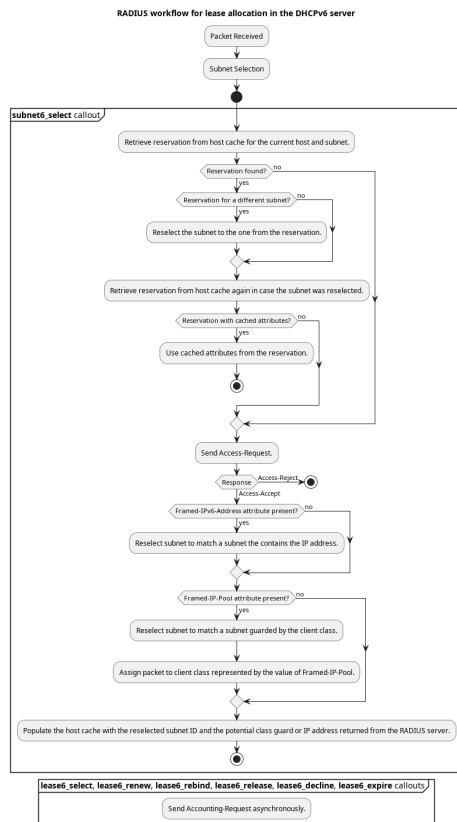 RADIUS workflow for lease allocation in the DHCPv6 server
Packet Received
Subnet Selection
subnet6_select callout
Retrieve reservation from host cache for the current host and subnet.
Reservation found?
no
yes
Reservation for a different subnet?
no
yes
Reselect the subnet to the one from the reservation.
Retrieve reservation from host cache again in case the subnet was reselected.
Reservation with cached attributes?
no
yes
Use cached attributes from the reservation.
Send Access-Request.
Response
Access-Reject
Access-Accept
Framed-IPv6-Address attribute present?
no
yes
Reselect subnet to match a subnet the contains the IP address.
Framed-IP-Pool attribute present?
no
yes
Reselect subnet to match a subnet guarded by the client class.
Assign packet to client class represented by the value of Framed-IP-Pool.
Populate the host cache with the reselected subnet ID and the potential class guard or IP address returned from the RADIUS server.
lease6_select, lease6_renew, lease6_rebind, lease6_release, lease6_decline, lease6_expire callouts
Send Accounting-Request asynchronously.